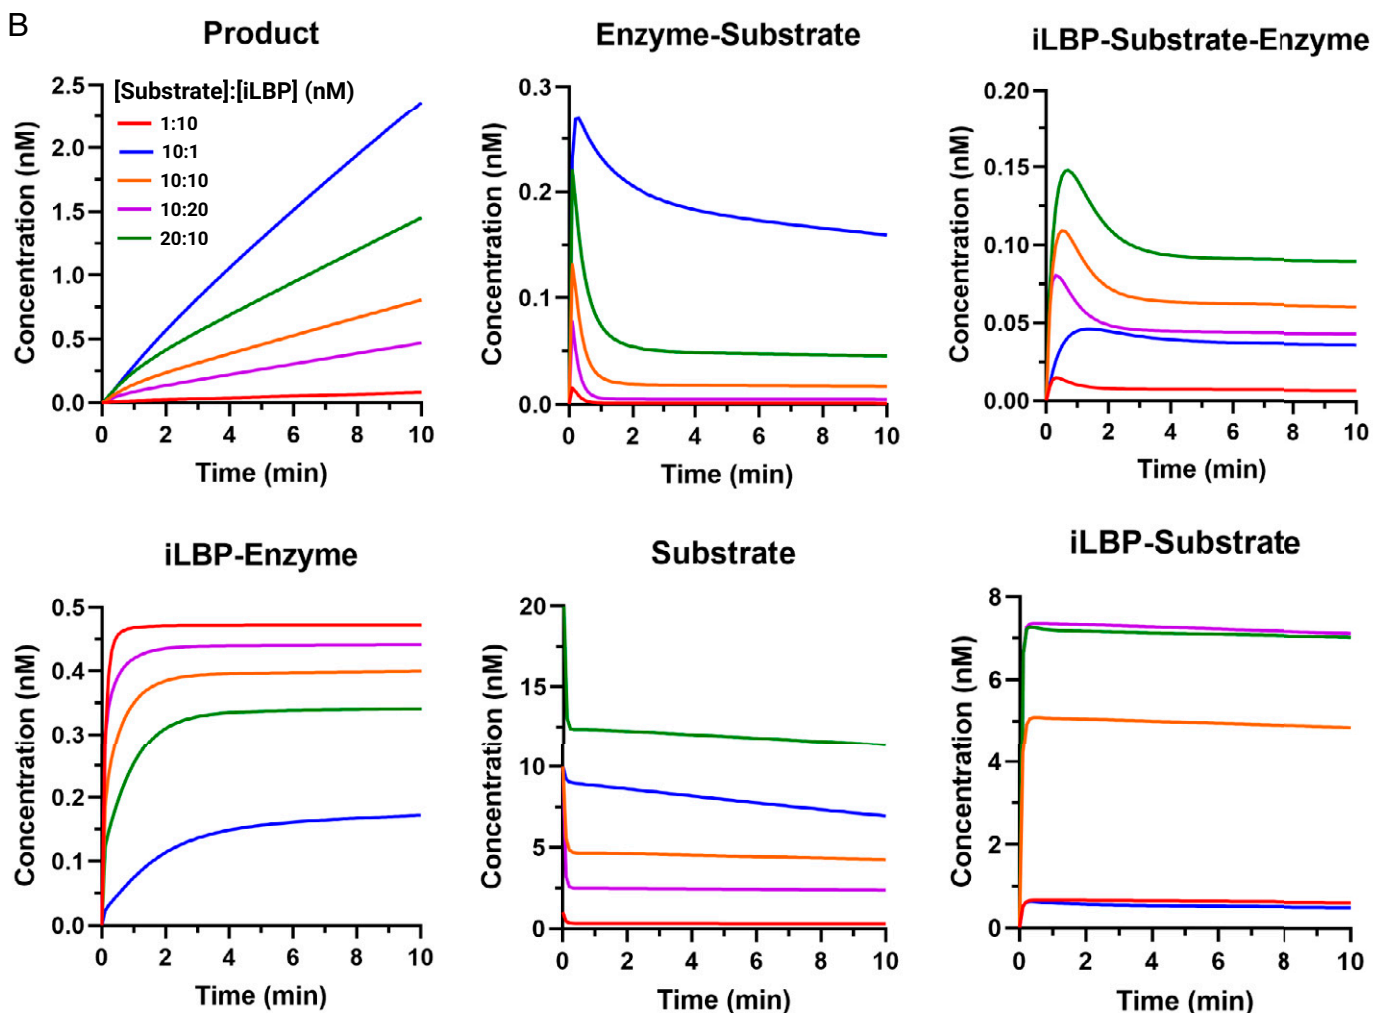 B
Product
Enzyme-Substrate
iLBP-Substrate-Enzyme
Concentration (nM)
2.5
2.0
1.5
1.0
0.5
0.0
[Substrate]:[iLBP] (nM)
1:10
10:1
10:10
10:20
20:10
0 2 4 6 8 10
Time (min)
Concentration (nM)
0.3
0.2
0.1
0.0
0 2 4 6 8 10
Time (min)
Concentration (nM)
0.20
0.15
0.10
0.05
0.00
0 2 4 6 8 10
Time (min)
iLBP-Enzyme
Substrate
iLBP-Substrate
Concentration (nM)
0.5
0.4
0.3
0.2
0.1
0.0
0 2 4 6 8 10
Time (min)
Concentration (nM)
20
15
10
5
0
0 2 4 6 8 10
Time (min)
Concentration (nM)
8
6
4
2
0
0 2 4 6 8 10
Time (min)